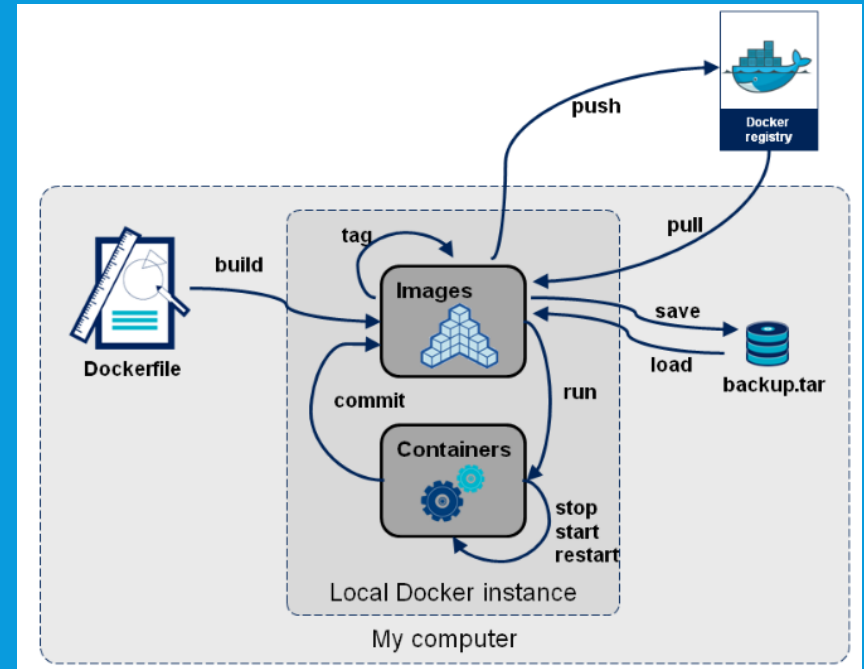 Docker
registry
push
pull
tag
build
Images
save
load
Dockerfile
backup.tar
commit
run
Containers
stop
start
restart
Local Docker instance
My computer